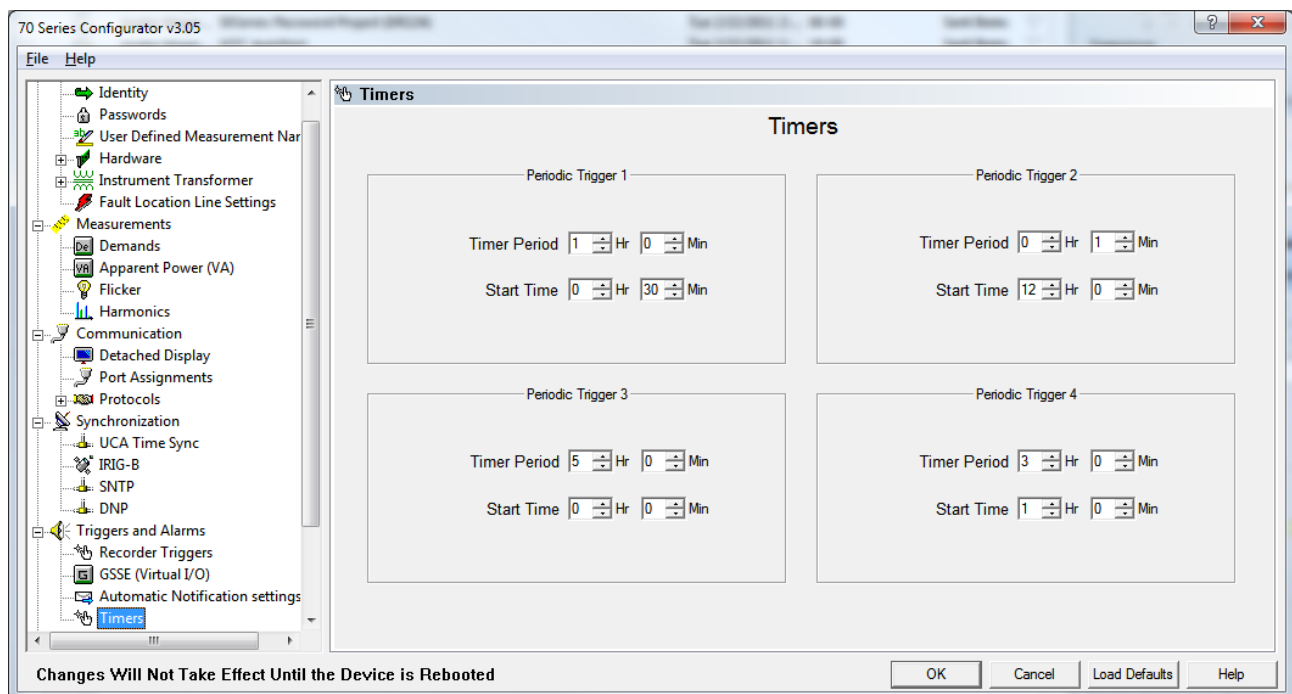 70 Series Configurator v3.05
File Help
Identity
Passwords
User Defined Measurement Nar
Hardware
Instrument Transformer
Fault Location Line Settings
Measurements
De Demands
VA Apparent Power (VA)
Flicker
Harmonics
Communication
Detached Display
Port Assignments
Protocols
Synchronization
UCA Time Sync
IRIG-B
SNTP
DNP
Triggers and Alarms
Recorder Triggers
G GSSE (Virtual I/O)
Automatic Notification settings
Timers
Timers
Timers
Periodic Trigger 1
Timer Period 1 Hr 0 Min
Start Time 0 Hr 30 Min
Periodic Trigger 2
Timer Period 0 Hr 1 Min
Start Time 12 Hr 0 Min
Periodic Trigger 3
Timer Period 5 Hr 0 Min
Start Time 0 Hr 0 Min
Periodic Trigger 4
Timer Period 3 Hr 0 Min
Start Time 1 Hr 0 Min
Changes Will Not Take Effect Until the Device is Rebooted
OK Cancel Load Defaults Help